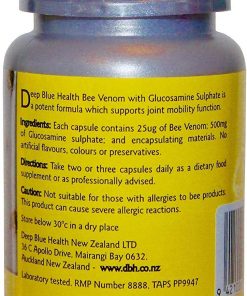 Deep Blue Health Bee Venom with Glucosamine Sulphate is
a potent formula which supports joint mobility function.
Ingredients: Each capsule contains 25ug of Bee Venom: 500mg
of Glucosamine sulphate; and encapsulating materials. No
artificial flavours, colours or preservatives.
Directions: Take two or three capsules daily as a dietary food
supplement or as professionally advised.
Caution: Not suitable for those with allergies to bee products.
This product can cause severe allergic reactions.
Store below 30°c in a dry place
Deep Blue Health New Zealand LTD
36 C Apollo Drive, Mairangi Bay 0632.
Auckland New Zealand - www.dbh.co.nz
Laboratory tested. RMP Number 8888, TAPS PP9947